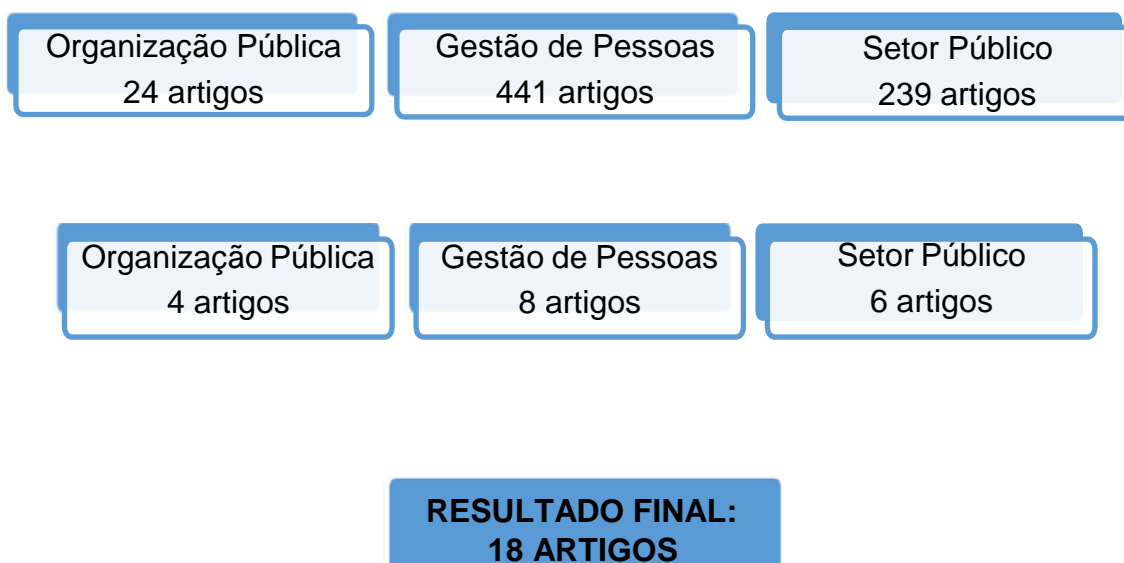 Organização Pública
24 artigos
Gestão de Pessoas
441 artigos
Setor Público
239 artigos
Organização Pública
4 artigos
Gestão de Pessoas
8 artigos
Setor Público
6 artigos
RESULTADO FINAL:
18 ARTIGOS